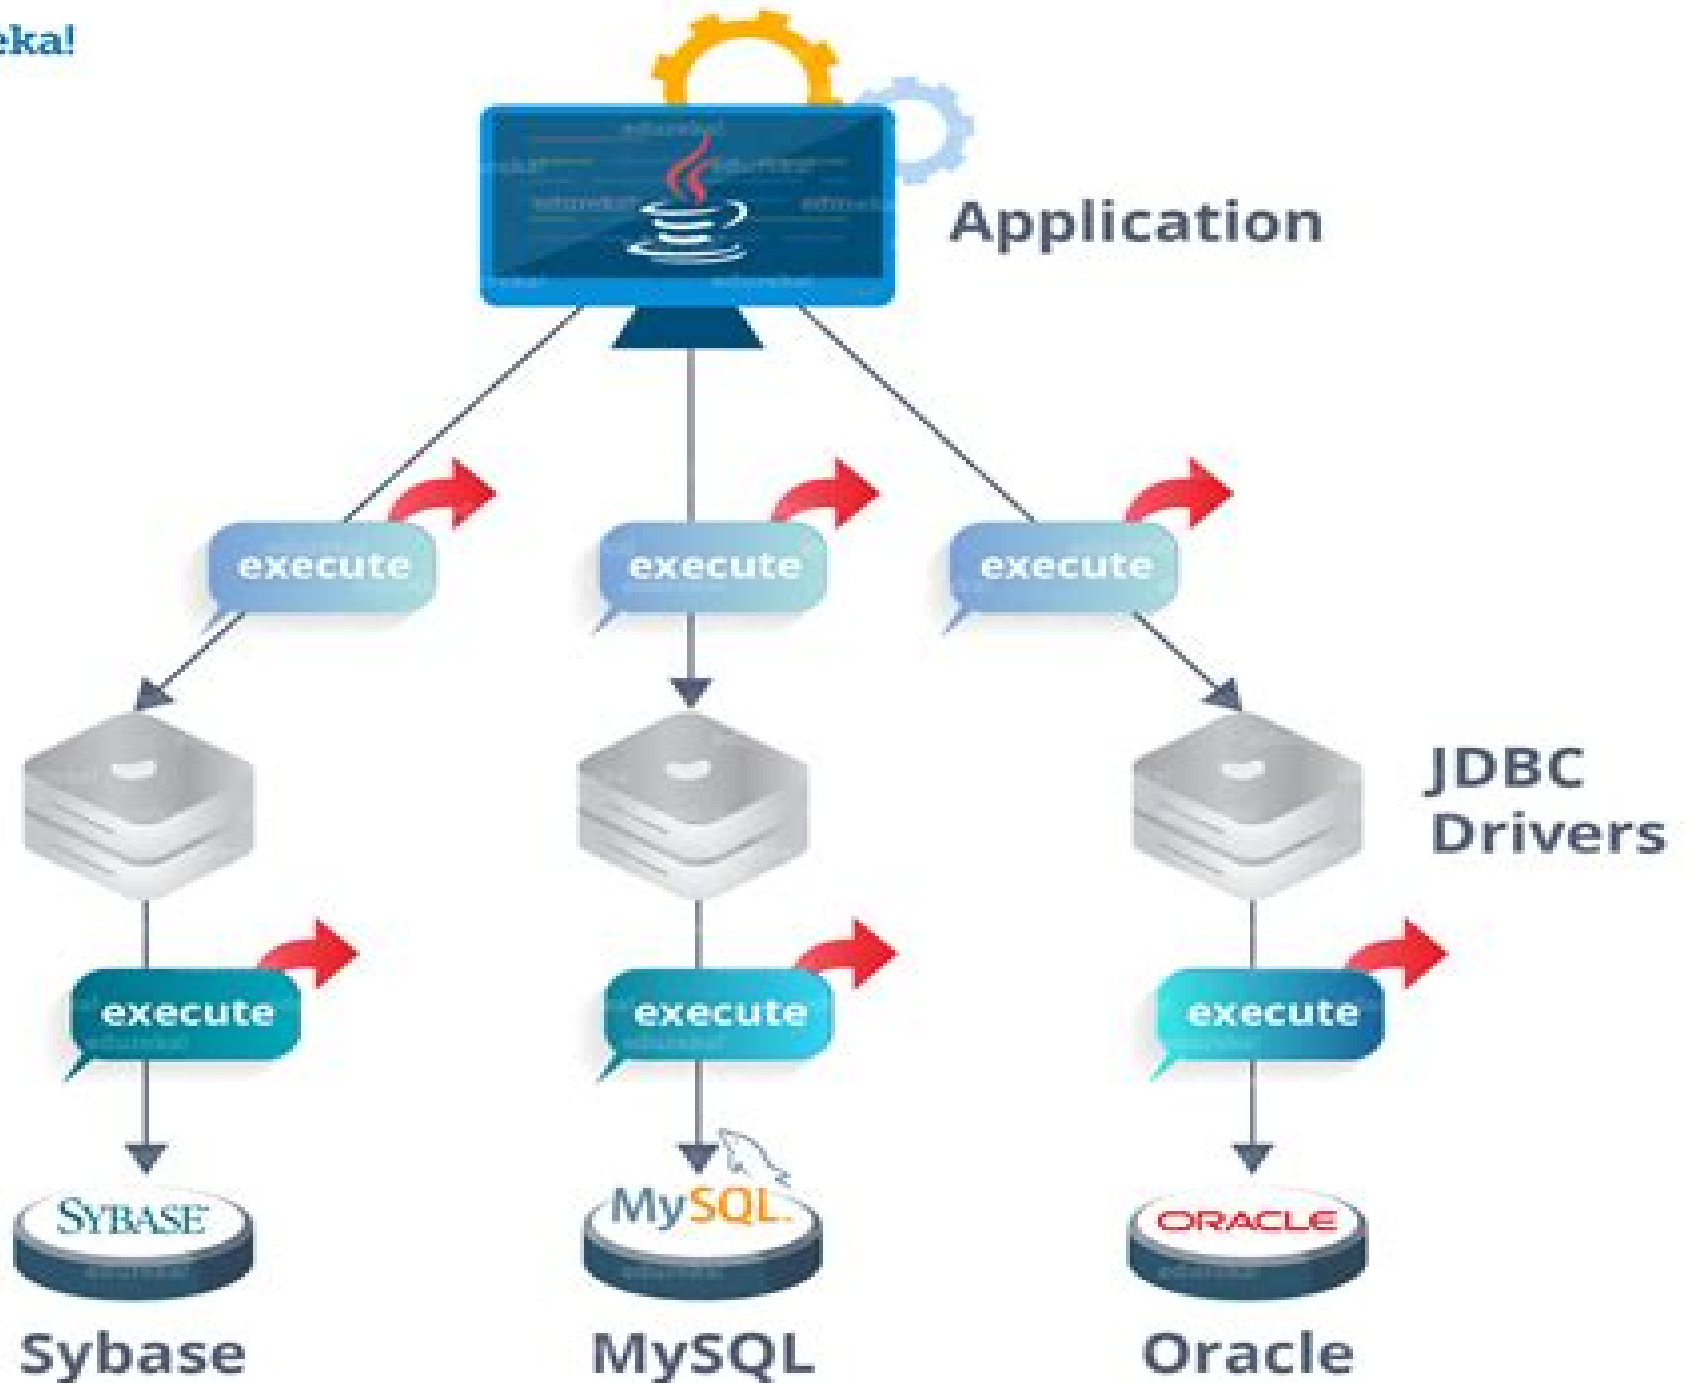 eka!
Application
execute execute execute
JDBC
Drivers
execute execute execute
SYBASE MySQL ORACLE
Sybase MySQL Oracle